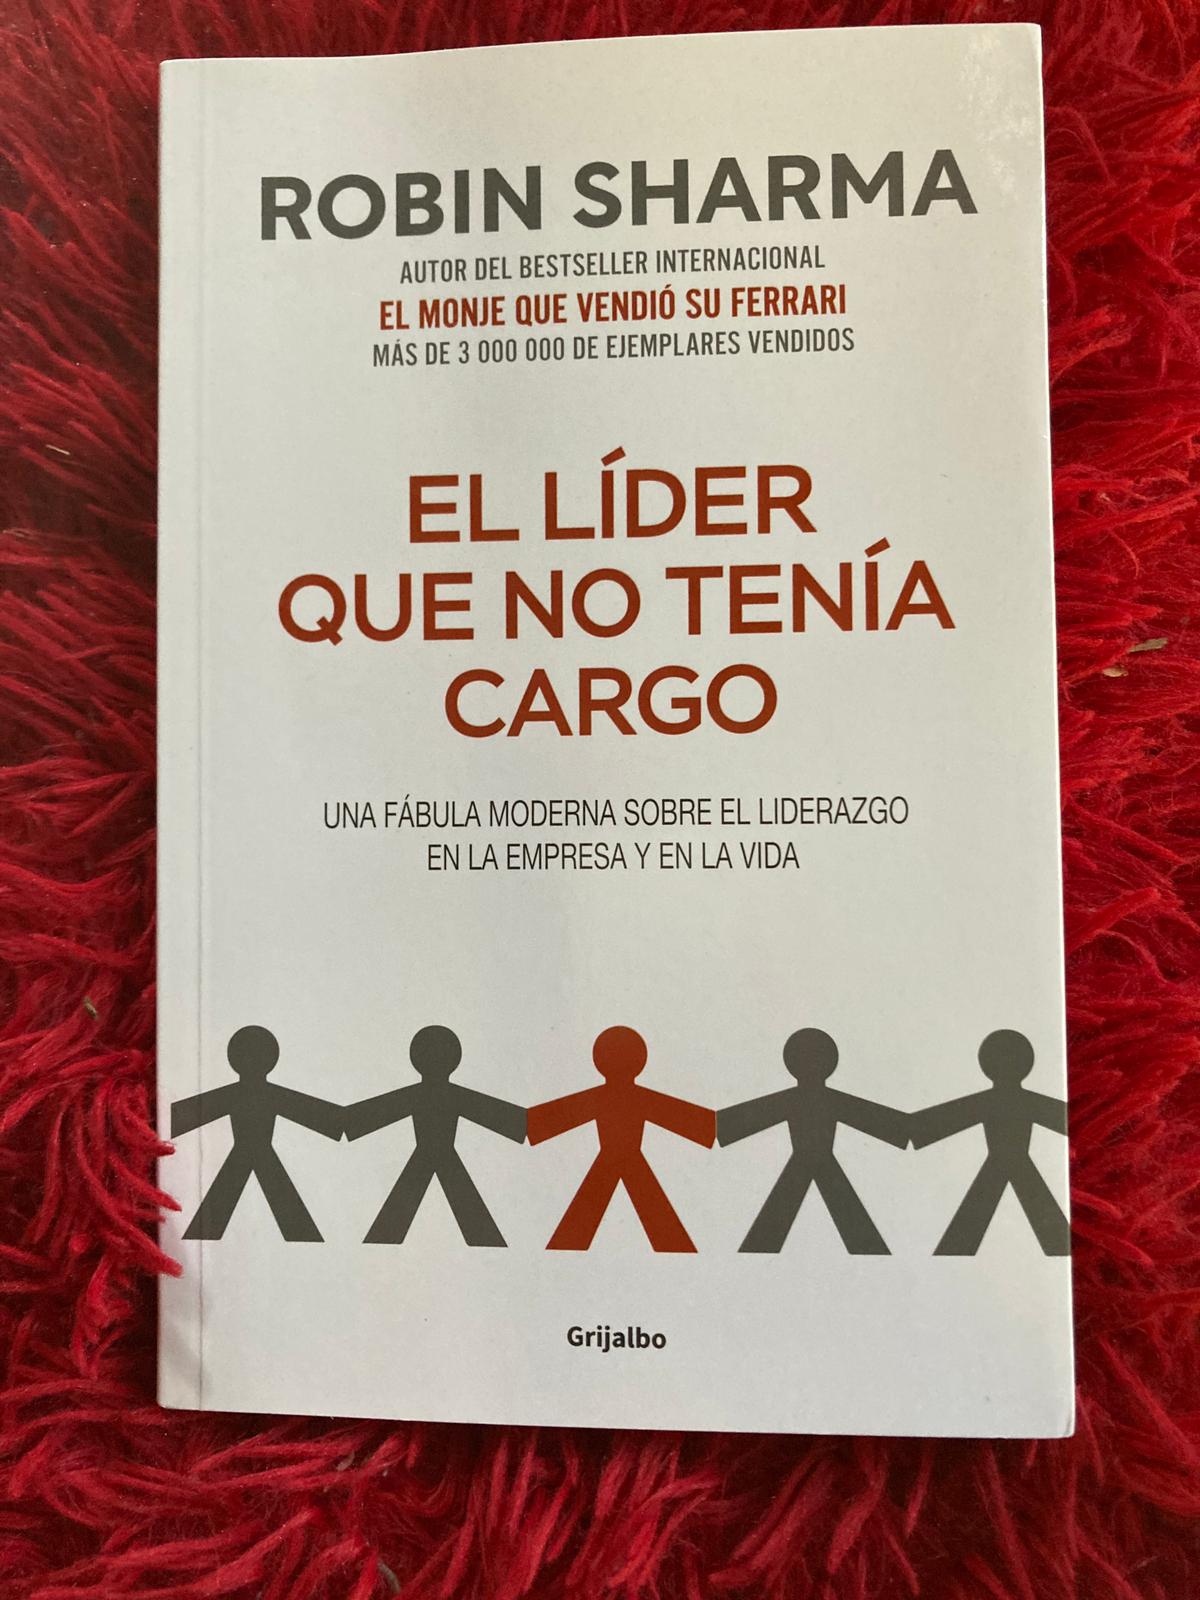 ROBIN SHARMA
AUTOR DEL BESTSELLER INTERNACIONAL
EL MONJE QUE VENDIÓ SU FERRARI
MÁS DE 3 000 000 DE EJEMPLARES VENDIDOS
EL LÍDER
QUE NO TENÍA
CARGO
UNA FÁBULA MODERNA SOBRE EL LIDERAZGO
EN LA EMPRESA Y EN LA VIDA
Grijalbo